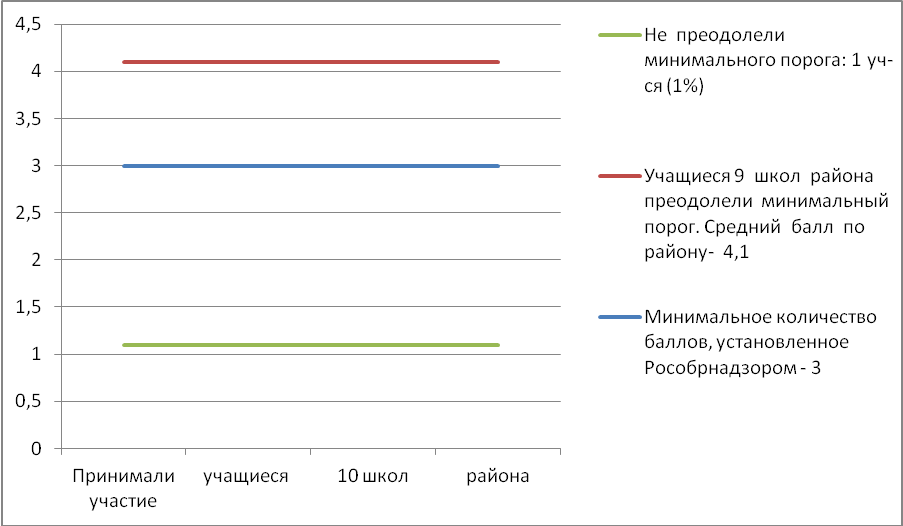 4,5
4
3,5
3
2,5
2
1,5
1
0,5
0
Принимали
участие
учащиеся
10 школ
района
Не преодолели
минимального порога: 1 уч-
ся (1%)
Учащиеся 9 школ района
преодолели минимальный
порог. Средний балл по
району- 4,1
Минимальное количество
баллов, установленное
Рособрнадзором - 3